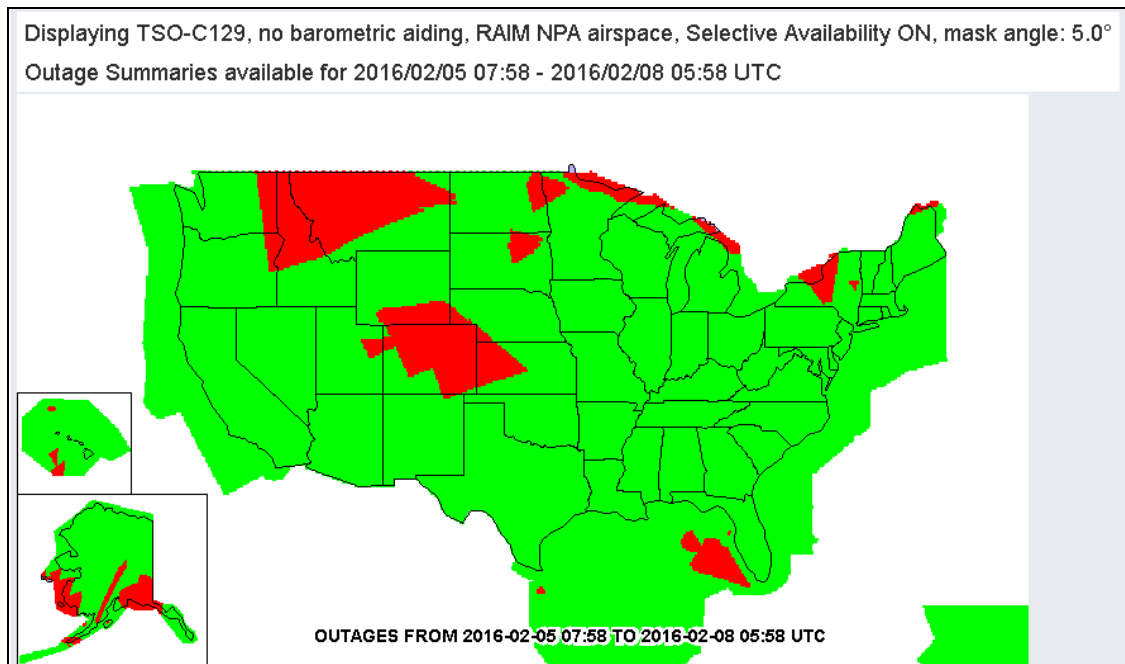 Displaying TSO-C129, no barometric aiding, RAIM NPA airspace, Selective Availability ON, mask angle: 5.0°
Outage Summaries available for 2016/02/05 07:58 - 2016/02/08 05:58 UTC
OUTAGES FROM 2016-02-05 07:58 TO 2016-02-08 05:58 UTC